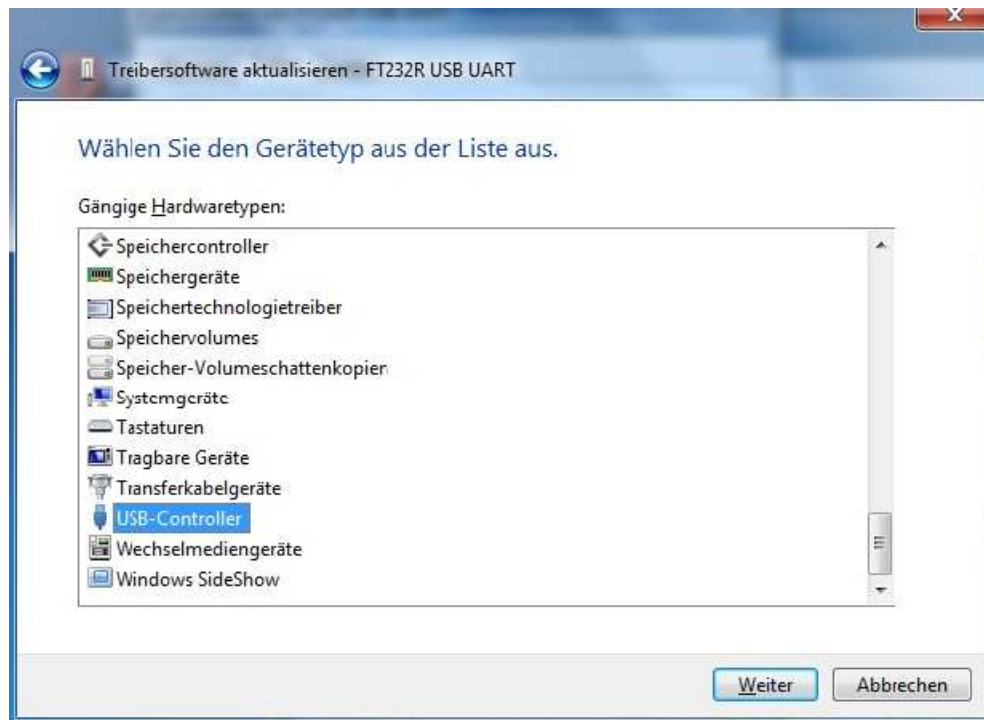 Treibersoftware aktualisieren - FT232R USB UART
Wählen Sie den Gerätetyp aus der Liste aus.
Gängige Hardwaretypen:
Speichercontroller
Speichergeräte
Speichertechnologietreiber
Speichervolumes
Speicher-Volumeschattenkopien
Systemgeräte
Tastaturen
Tragbare Geräte
Transferkabelgeräte
USB-Controller
Wechselmediengeräte
Windows SideShow
Weiter
Abbrechen